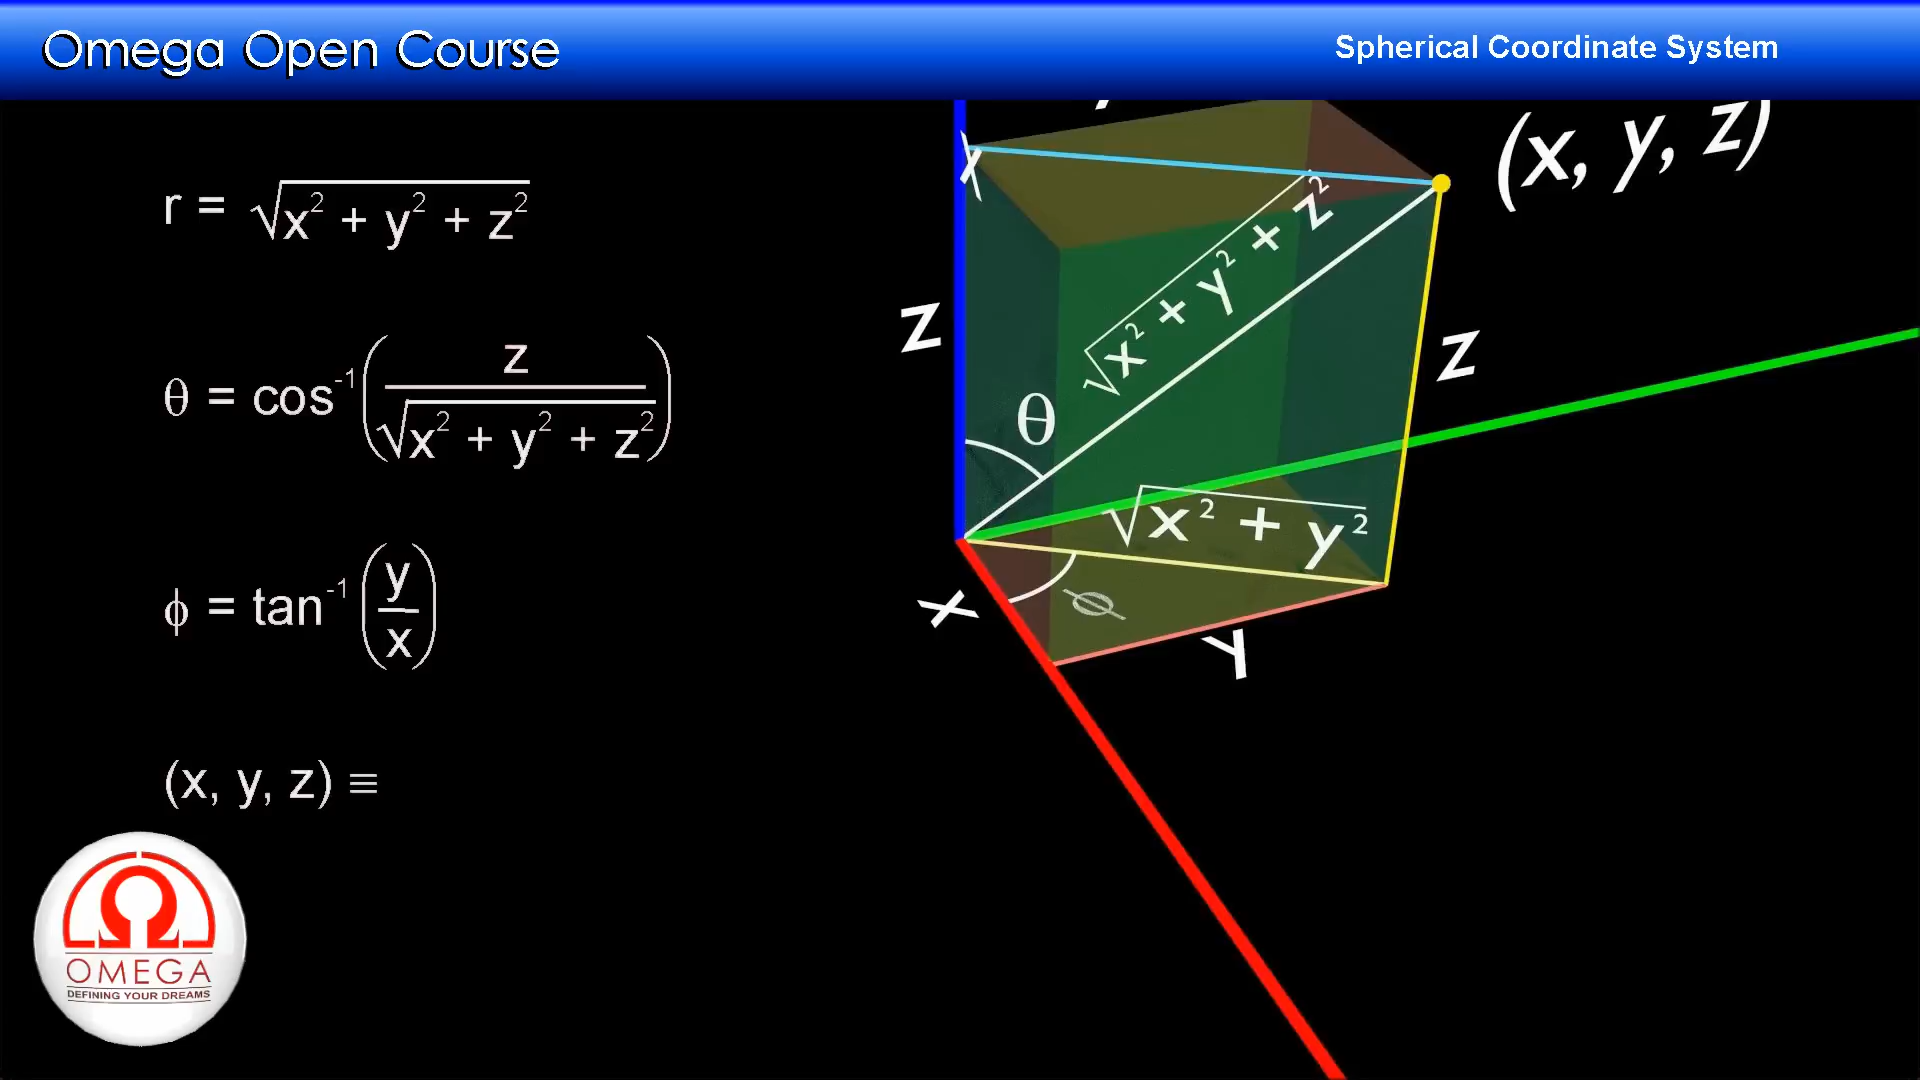 Omega Open Course
Spherical Coordinate System
r = √x² + y² + z²
θ = cos⁻¹(z / √x² + y² + z²)
ϕ = tan⁻¹(y / x)
(x, y, z) ≡
(x, y, z)
x
z
√x² + y² + z²
z
θ
√x² + y²
x
ϕ
y
Ω
OMEGA
DEFINING YOUR DREAMS